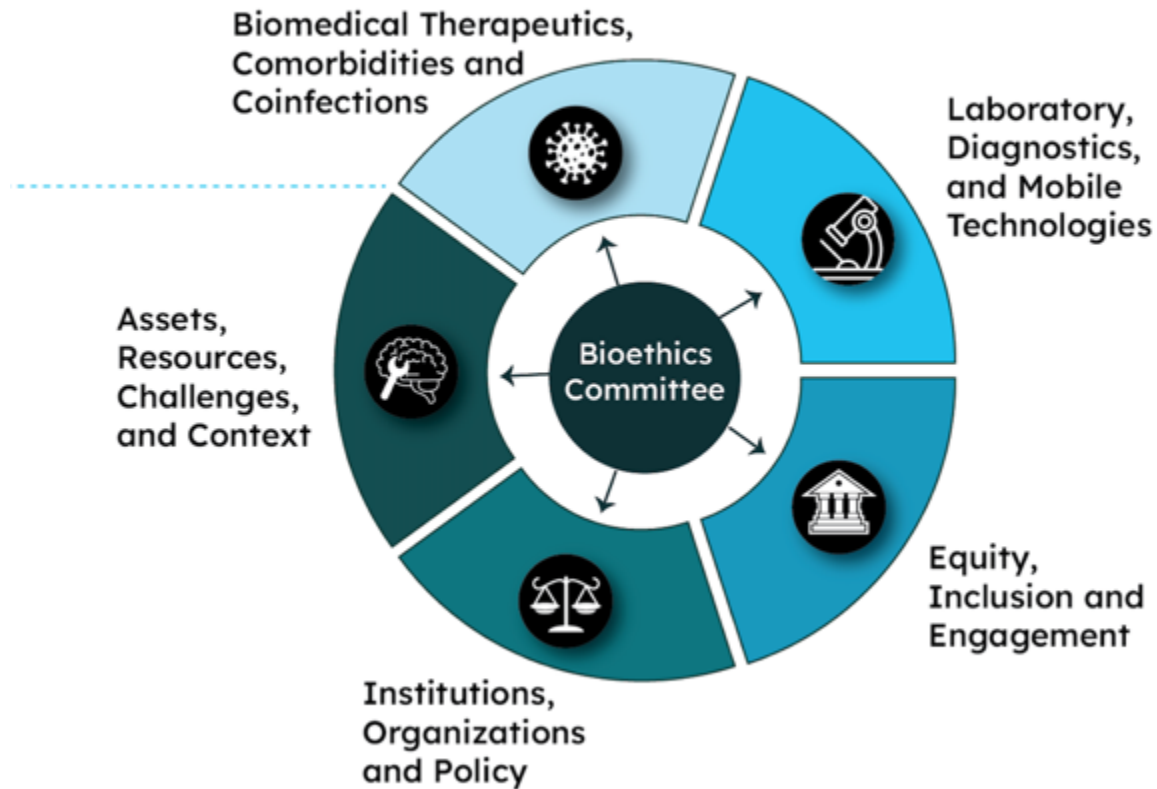 Biomedical Therapeutics,
Comorbidities and
Coinfections
Laboratory,
Diagnostics,
and Mobile
Technologies
Assets,
Resources,
Challenges,
and Context
Bioethics
Committee
Equity,
Inclusion and
Engagement
Institutions,
Organizations
and Policy